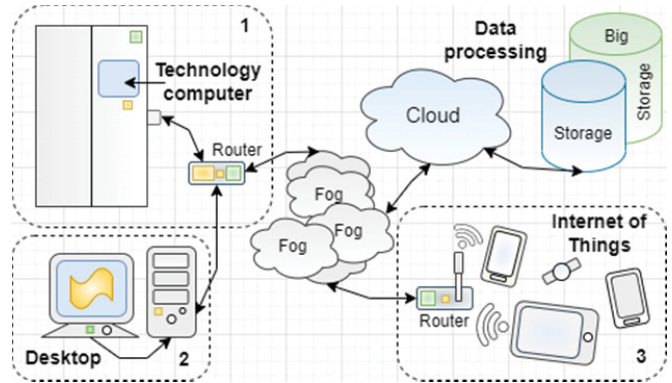 1
Technology
computer
Router
Data
processing
Big
Storage
Storage
Cloud
Fog
Fog
Fog
Internet of
Things
Router
3
Desktop
2